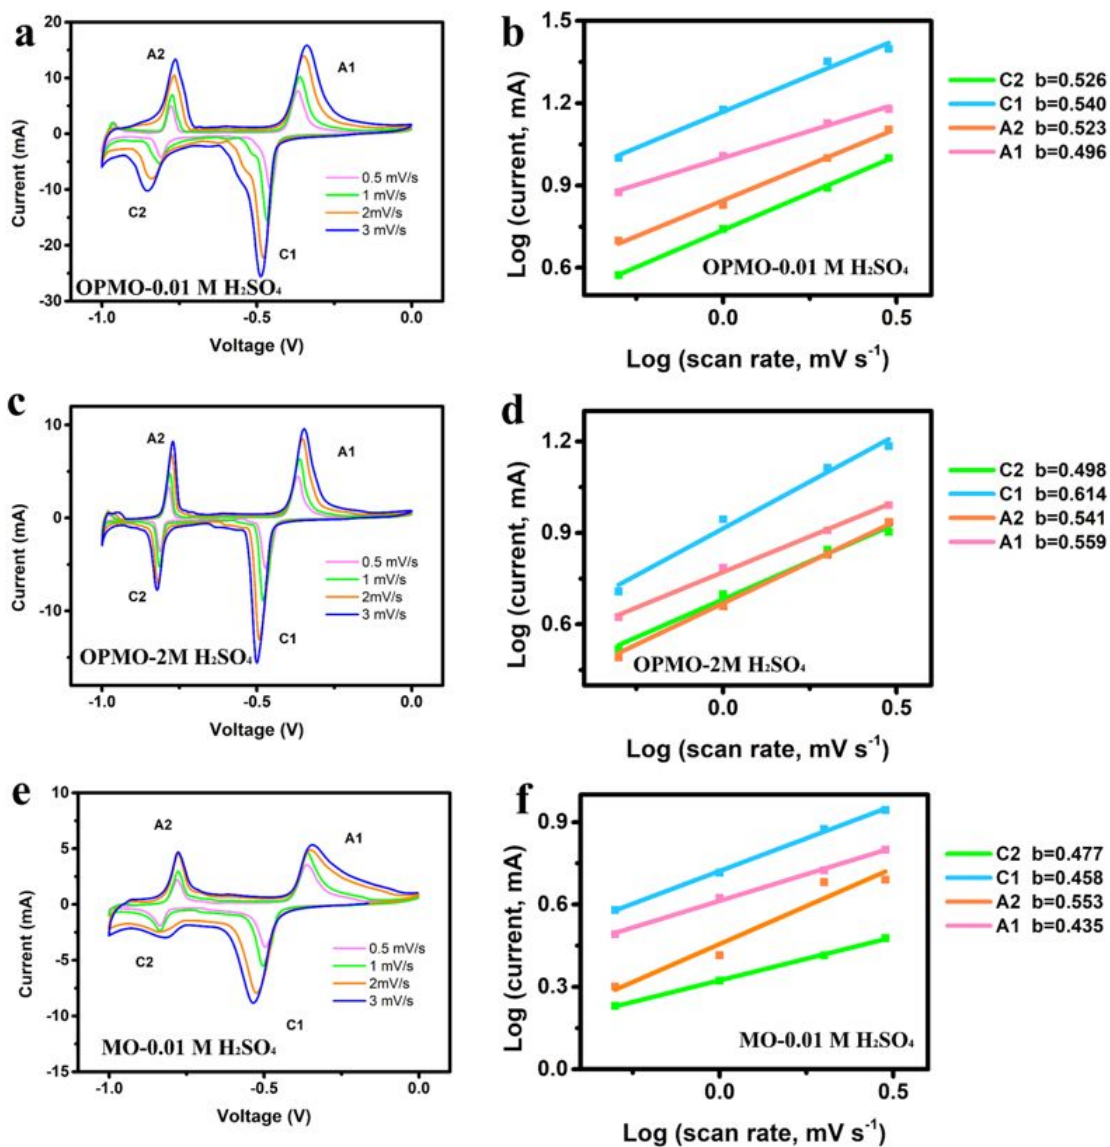 a
20
10
0
-10
-20
-30
Current (mA)
A2
A1
C2
C1
0.5 mV/s
1 mV/s
2mV/s
3 mV/s
OPMO-0.01 M H₂SO₄
-1.0
-0.5
0.0
Voltage (V)
b
1.5
1.2
0.9
0.6
Log (current, mA)
OPMO-0.01 M H₂SO₄
0.0
0.5
Log (scan rate, mV s⁻¹)
C2 b=0.526
C1 b=0.540
A2 b=0.523
A1 b=0.496
c
10
0
-10
Current (mA)
A2
A1
C2
C1
0.5 mV/s
1 mV/s
2mV/s
3 mV/s
OPMO-2M H₂SO₄
-1.0
-0.5
0.0
Voltage (V)
d
1.2
0.9
0.6
Log (current, mA)
OPMO-2M H₂SO₄
0.0
0.5
Log (scan rate, mV s⁻¹)
C2 b=0.498
C1 b=0.614
A2 b=0.541
A1 b=0.559
e
10
5
0
-5
-10
-15
Current (mA)
A2
A1
C2
C1
0.5 mV/s
1 mV/s
2mV/s
3 mV/s
MO-0.01 M H₂SO₄
-1.0
-0.5
0.0
Voltage (V)
f
0.9
0.6
0.3
0.0
Log (current, mA)
MO-0.01 M H₂SO₄
0.0
0.5
Log (scan rate, mV s⁻¹)
C2 b=0.477
C1 b=0.458
A2 b=0.553
A1 b=0.435